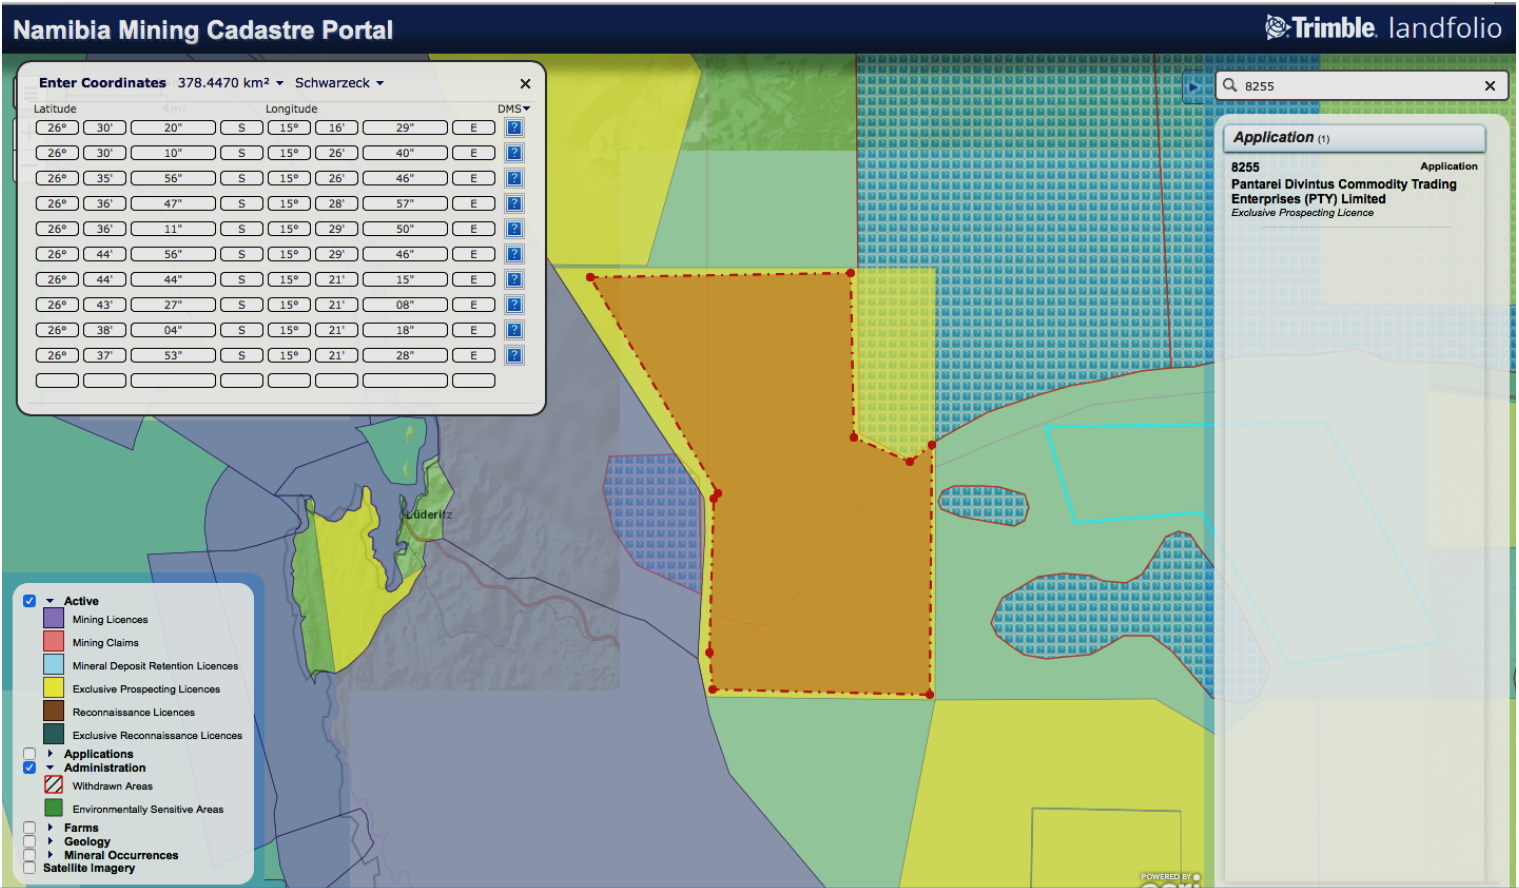 Namibia Mining Cadastre Portal
Trimble. landfolio
Enter Coordinates 378.4470 km² Schwarzeck
Latitude Longitude DMS
26° 30' 20" S 15° 16' 29" E ?
26° 30' 10" S 15° 26' 40" E ?
26° 35' 56" S 15° 26' 46" E ?
26° 36' 47" S 15° 28' 57" E ?
26° 36' 11" S 15° 29' 50" E ?
26° 44' 56" S 15° 29' 46" E ?
26° 44' 44" S 15° 21' 15" E ?
26° 43' 27" S 15° 21' 08" E ?
26° 38' 04" S 15° 21' 18" E ?
26° 37' 53" S 15° 21' 28" E ?
8255
Application (1)
8255 Application
Pantarei Divintus Commodity Trading
Enterprises (PTY) Limited
Exclusive Prospecting Licence
Lüderitz
Active
Mining Licences
Mining Claims
Mineral Deposit Retention Licences
Exclusive Prospecting Licences
Reconnaissance Licences
Exclusive Reconnaissance Licences
Applications
Administration
Withdrawn Areas
Environmentally Sensitive Areas
Farms
Geology
Mineral Occurrences
Satellite Imagery
POWERED BY
esri